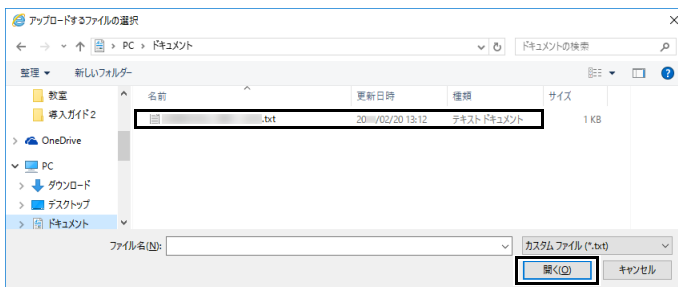 アップロードするファイルの選択
PC > ドキュメント
ドキュメントの検索
整理 新しいフォルダー
教室
導入ガイド2
OneDrive
PC
ダウンロード
デスクトップ
ドキュメント
名前 更新日時 種類 サイズ
.txt 20 /02/20 13:12 テキスト ドキュメント 1 KB
ファイル名(N): カスタム ファイル (*.txt)
開く(O) キャンセル